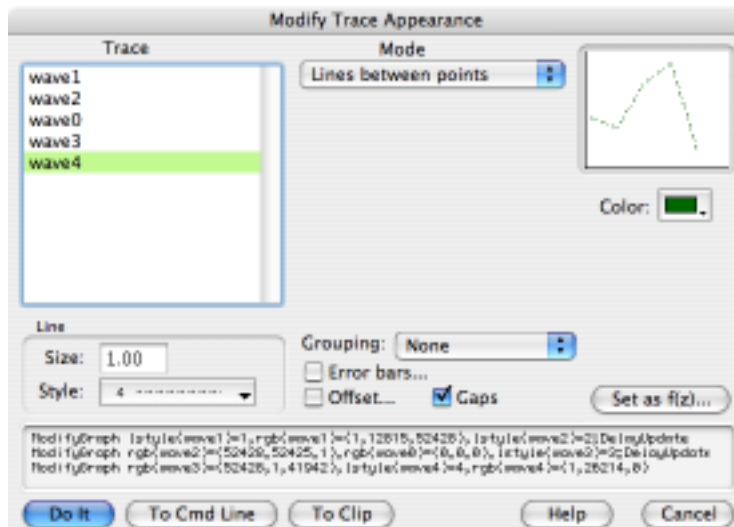 Modify Trace Appearance
Trace
wave1
wave2
wave0
wave3
wave4
Mode
Lines between points
Color:
Line
Size: 1.00
Style: 4
Grouping: None
Error bars...
Offset...
Gaps
Set as f(z)...
ModifyGraph lstyle(wave1)=1,rgb(wave1)=(1,12815,52428),lstyle(wave2)=2;DelayUpdate
ModifyGraph rgb(wave2)=(52428,52425,1),rgb(wave0)=(0,0,0),lstyle(wave3)=3;DelayUpdate
ModifyGraph rgb(wave3)=(52428,1,41942),lstyle(wave4)=4,rgb(wave4)=(1,26214,0)
Do It
To Cmd Line
To Clip
Help
Cancel